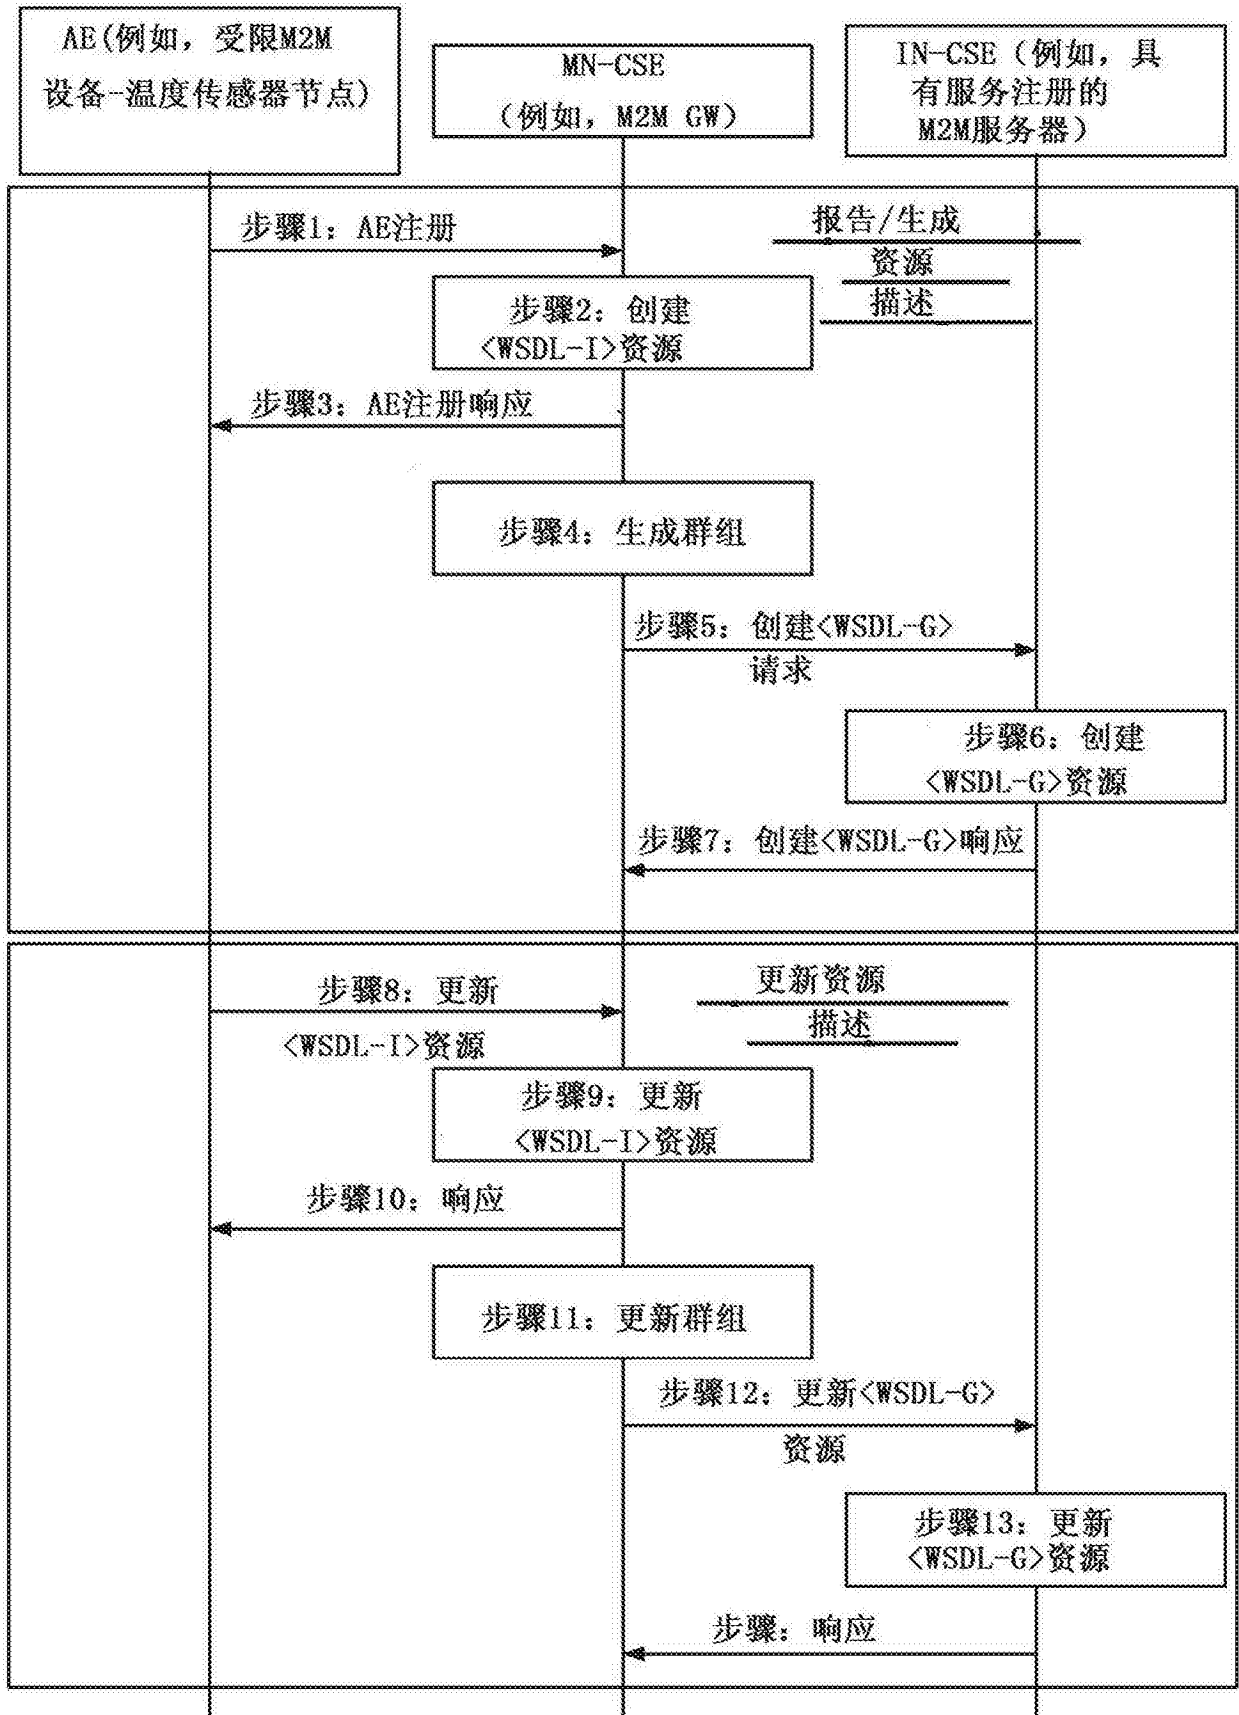 AE(例如，受限M2M
设备-温度传感器节点)
MN-CSE
(例如，M2M GW)
IN-CSE（例如，具
有服务注册的
M2M服务器）
步骤1：AE注册
报告/生成
资源
描述
步骤2：创建
<WSDL-I>资源
步骤3：AE注册响应
步骤4：生成群组
步骤5：创建<WSDL-G>
请求
步骤6：创建
<WSDL-G>资源
步骤7：创建<WSDL-G>响应
步骤8：更新
<WSDL-I>资源
更新资源
描述
步骤9：更新
<WSDL-I>资源
步骤10：响应
步骤11：更新群组
步骤12：更新<WSDL-G>
资源
步骤13：更新
<WSDL-G>资源
步骤：响应